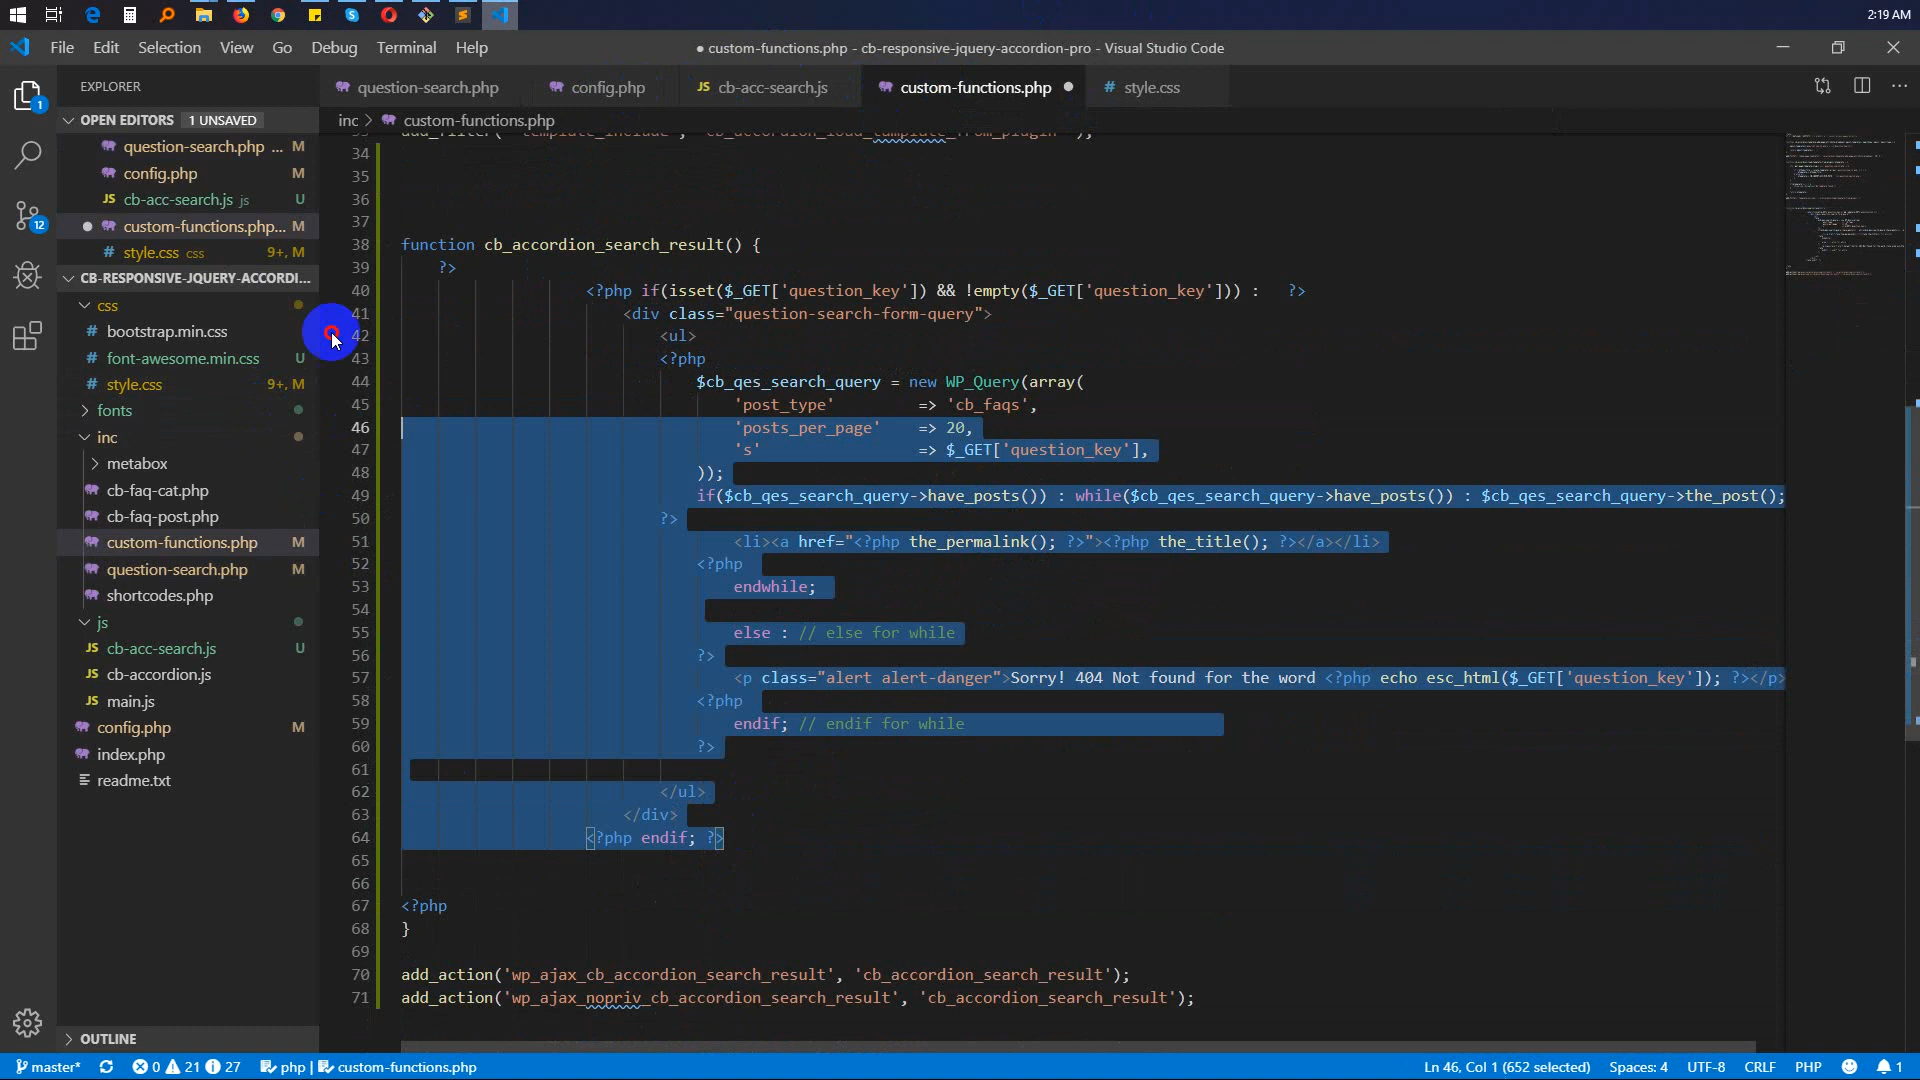 2:19 AM
File Edit Selection View Go Debug Terminal Help
● custom-functions.php - cb-responsive-jquery-accordion-pro - Visual Studio Code
EXPLORER
question-search.php
config.php
JS cb-acc-search.js
custom-functions.php ●
# style.css
OPEN EDITORS 1 UNSAVED
inc > custom-functions.php
question-search.php ... M
config.php M
JS cb-acc-search.js js U
● custom-functions.php... M
# style.css css 9+, M
CB-RESPONSIVE-JQUERY-ACCORDI...
css
# bootstrap.min.css
# font-awesome.min.css U
# style.css 9+, M
fonts
inc
metabox
cb-faq-cat.php
cb-faq-post.php
custom-functions.php M
question-search.php M
shortcodes.php
js
JS cb-acc-search.js U
JS cb-accordion.js
JS main.js
config.php M
index.php
readme.txt
OUTLINE
1
12
add_filter( 'template_include', 'cb_accordion_load_template_from_plugin' );
34
35
36
37
38 function cb_accordion_search_result() {
39 ?>
40 <?php if(isset($_GET['question_key']) && !empty($_GET['question_key'])) : ?>
41 <div class="question-search-form-query">
42 <ul>
43 <?php
44 $cb_qes_search_query = new WP_Query(array(
45 'post_type' => 'cb_faqs',
46 'posts_per_page' => 20,
47 's' => $_GET['question_key'],
48 ));
49 if($cb_qes_search_query->have_posts()) : while($cb_qes_search_query->have_posts()) : $cb_qes_search_query->the_post();
50 ?>
51 <li><a href="<?php the_permalink(); ?>"><?php the_title(); ?></a></li>
52 <?php
53 endwhile;
54
55 else : // else for while
56 ?>
57 <p class="alert alert-danger">Sorry! 404 Not found for the word <?php echo esc_html($_GET['question_key']); ?></p>
58 <?php
59 endif; // endif for while
60 ?>
61
62 </ul>
63 </div>
64 <?php endif; ?>
65
66
67 <?php
68 }
69
70 add_action('wp_ajax_cb_accordion_search_result', 'cb_accordion_search_result');
71 add_action('wp_ajax_nopriv_cb_accordion_search_result', 'cb_accordion_search_result');
master* 0 21 27 php | custom-functions.php Ln 46, Col 1 (652 selected) Spaces: 4 UTF-8 CRLF PHP 1